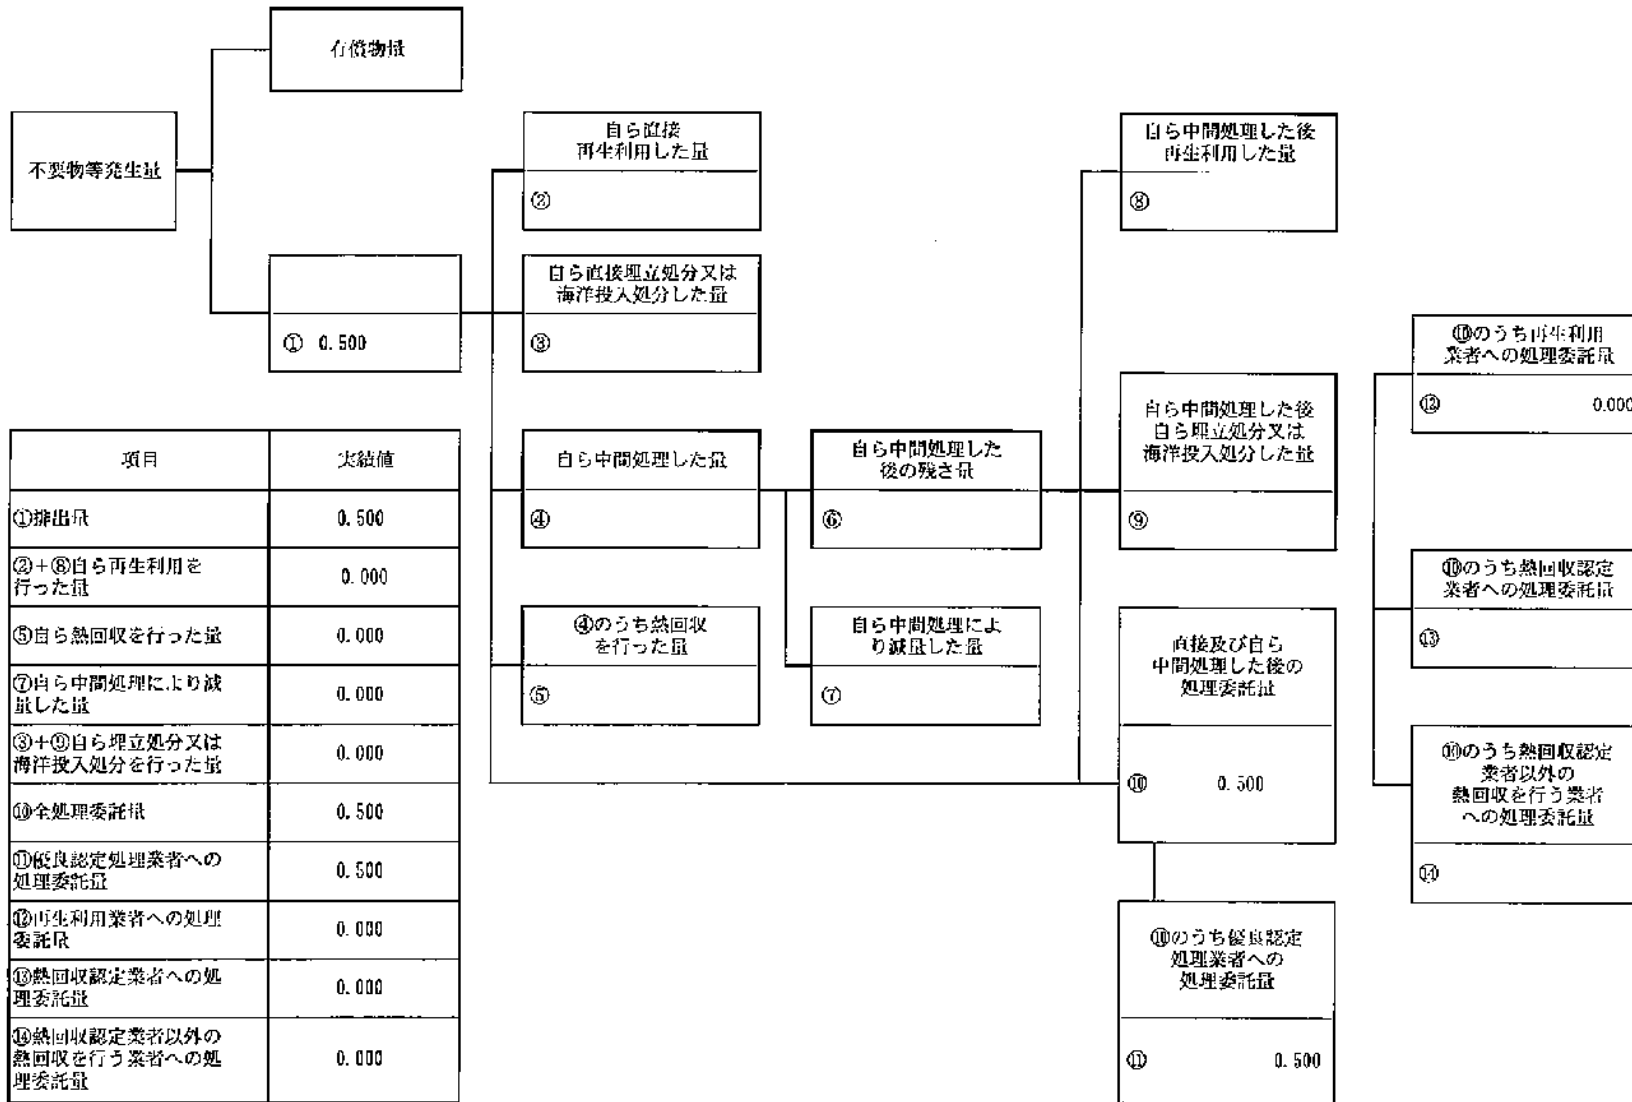 有償物量
不要物等発生量
① 0.500
自ら直接
再生利用した量
②
自ら直接埋立処分又は
海洋投入処分した量
③
自ら中間処理した量
④
④のうち熱回収
を行った量
⑤
自ら中間処理した
後の残さ量
⑥
自ら中間処理によ
り減量した量
⑦
自ら中間処理した後
再生利用した量
⑧
自ら中間処理した後
自ら埋立処分又は
海洋投入処分した量
⑨
直接及び自ら
中間処理した後の
処理委託量
⑩ 0.500
⑩のうち優良認定
処理業者への
処理委託量
⑪ 0.500
⑩のうち再生利用
業者への処理委託量
⑫ 0.000
⑩のうち熱回収認定
業者への処理委託量
⑬
⑩のうち熱回収認定
業者以外の
熱回収を行う業者
への処理委託量
⑭
項目 実績値
①排出量 0.500
②+⑧自ら再生利用を
行った量 0.000
⑤自ら熱回収を行った量 0.000
⑦自ら中間処理により減
量した量 0.000
③+⑨自ら埋立処分又は
海洋投入処分を行った量 0.000
⑩全処理委託量 0.500
⑪優良認定処理業者への
処理委託量 0.500
⑫再生利用業者への処理
委託量 0.000
⑬熱回収認定業者への処
理委託量 0.000
⑭熱回収認定業者以外の
熱回収を行う業者への処
理委託量 0.000